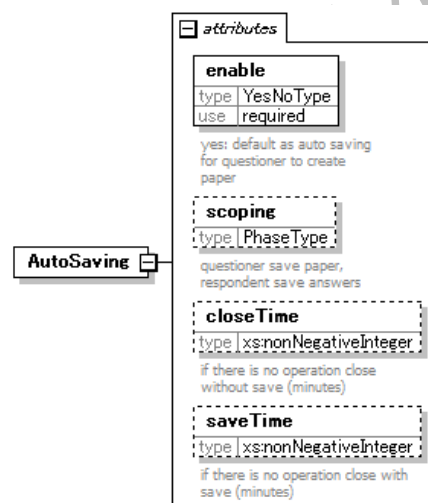 attributes
enable
type YesNoType
use required
yes: default as auto saving
for questioner to create
paper
scoping
type PhaseType
AutoSaving
questioner save paper,
respondent save answers
closeTime
type xs:nonNegativeInteger
if there is no operation close
without save (minutes)
saveTime
type xs:nonNegativeInteger
if there is no operation close with
save (minutes)